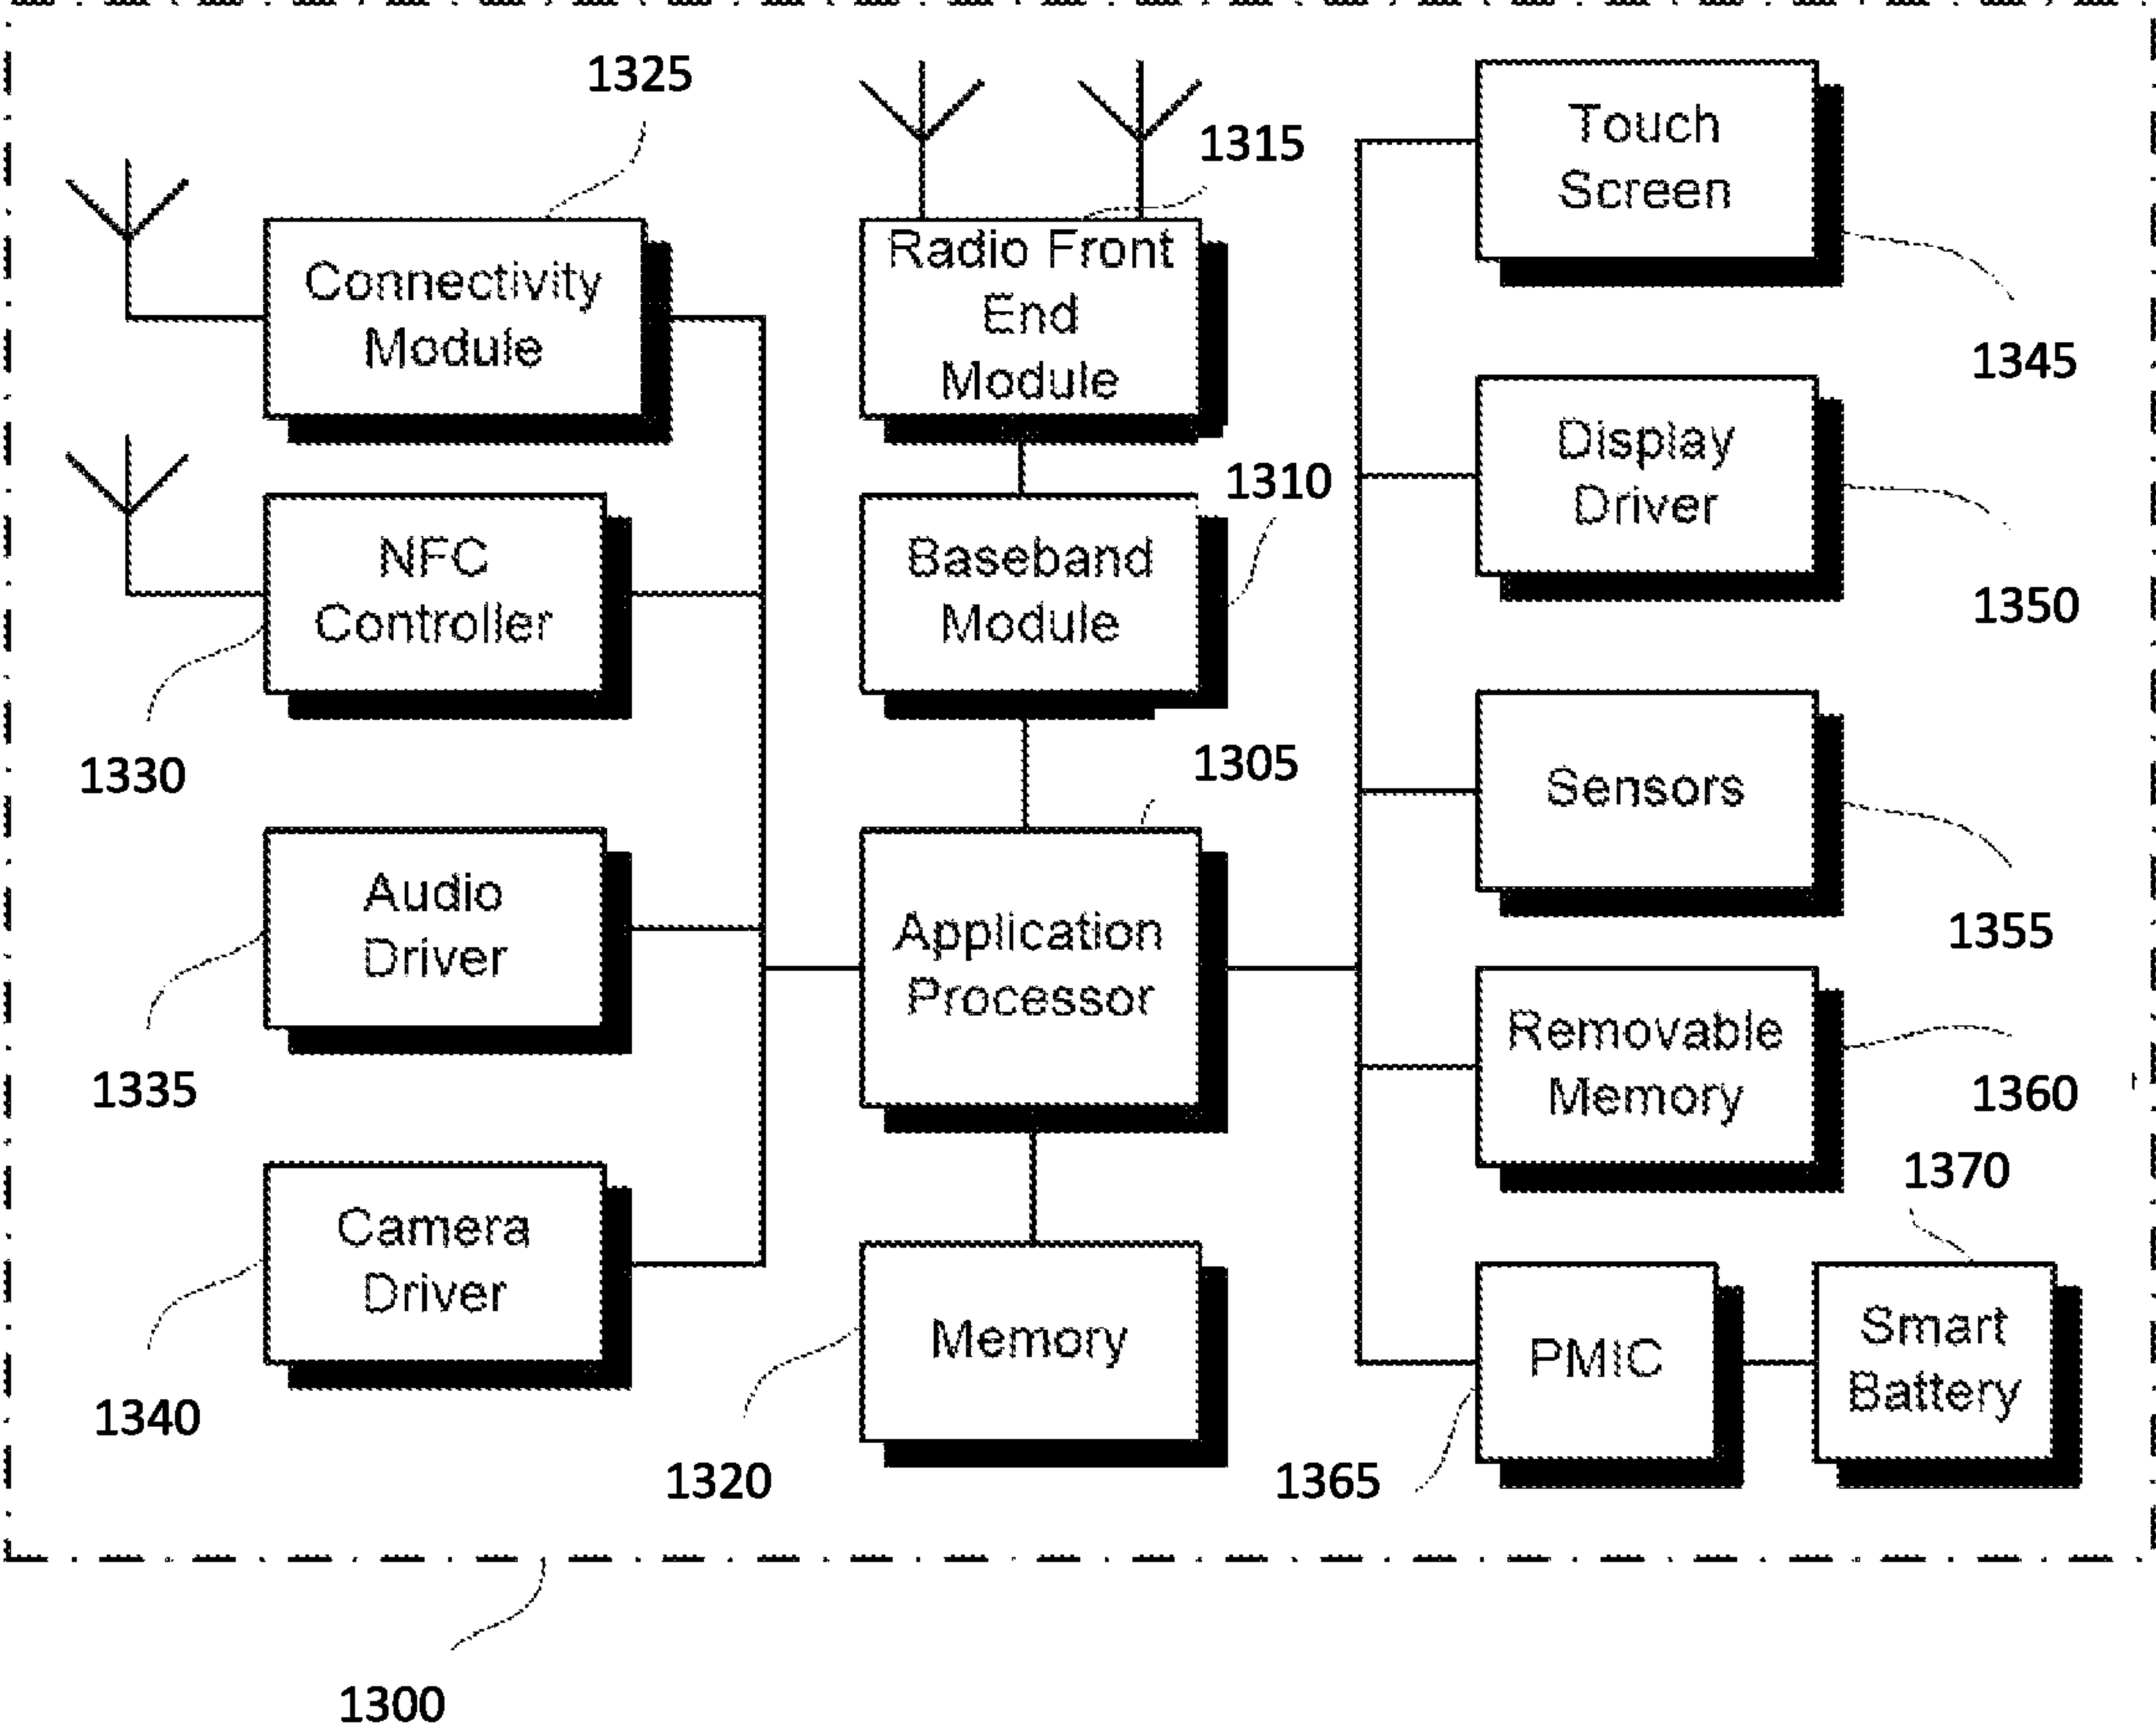 1325
1315
Touch
Screen
1345
Connectivity
Module
Radio Front
End
Module
Display
Driver
1350
1310
NFC
Controller
1330
Baseband
Module
1305
Sensors
1355
Audio
Driver
1335
Application
Processor
Removable
Memory
1360
1370
Camera
Driver
1340
Memory
1320
PMIC
1365
Smart
Battery
1300